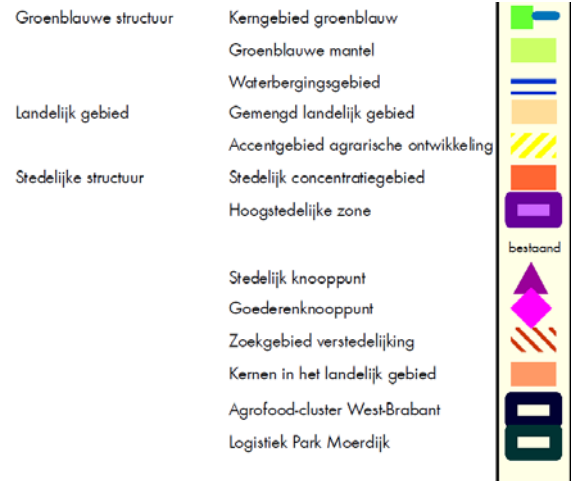 Groenblauwe structuur Kerngebied groenblauw
Groenblauwe mantel
Waterbergingsgebied
Landelijk gebied Gemengd landelijk gebied
Accentgebied agrarische ontwikkeling
Stedelijke structuur Stedelijk concentratiegebied
Hoogstedelijke zone
bestaand
Stedelijk knooppunt
Goederenknooppunt
Zoekgebied verstedelijking
Kernen in het landelijk gebied
Agrofood-cluster West-Brabant
Logistiek Park Moerdijk